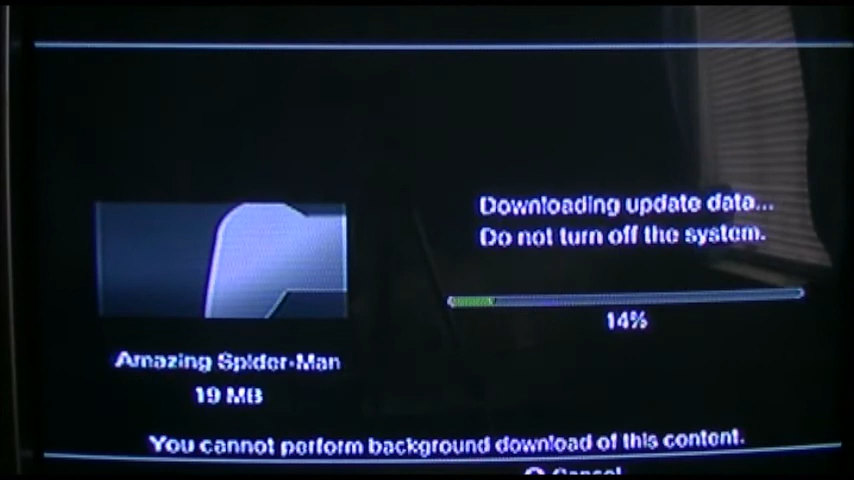 Downloading update data...
Do not turn off the system.
14%
Amazing Spider-Man
19 MB
You cannot perform background download of this content.
Cancel